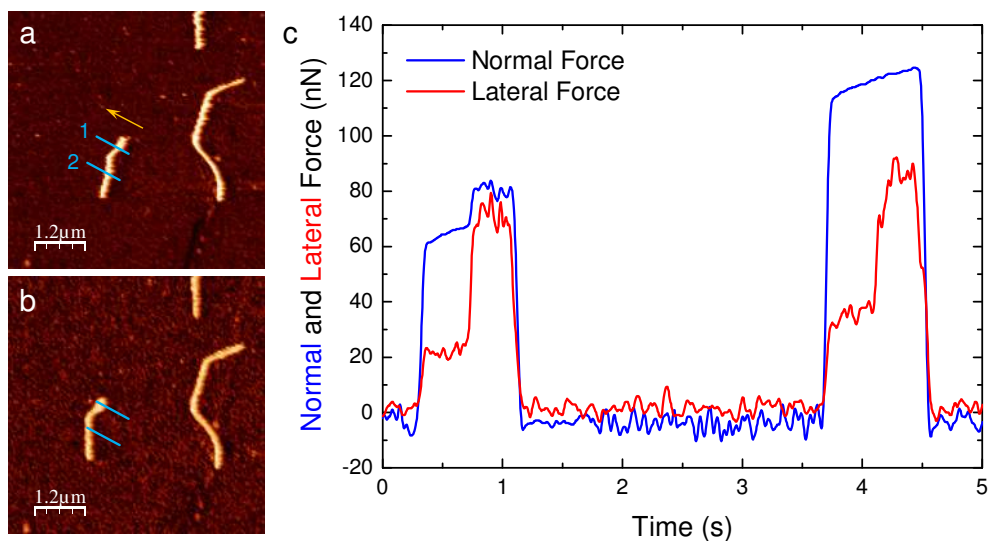 a
1
2
1.2µm
b
1.2µm
c
Normal and Lateral Force (nN)
140
120
100
80
60
40
20
0
-20
Normal Force
Lateral Force
0
1
2
3
4
5
Time (s)